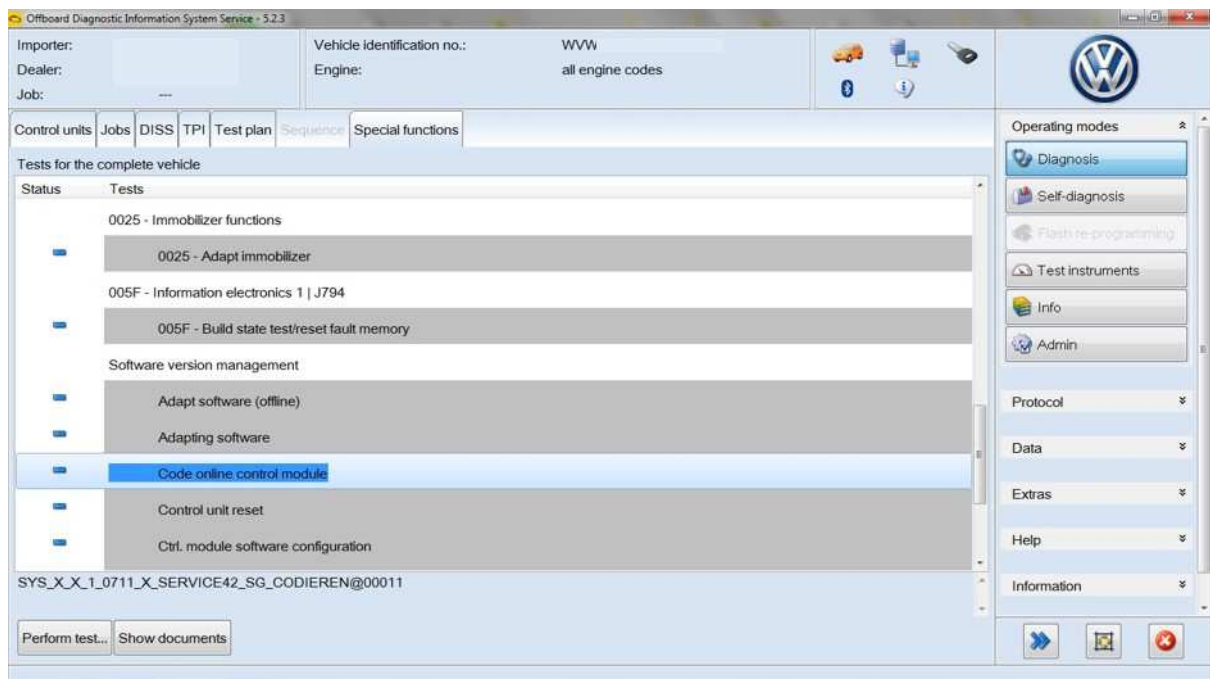 Offboard Diagnostic Information System Service - 5.2.3
Importer:
Dealer:
Job: ---
Vehicle identification no.: WVW
Engine: all engine codes
Control units Jobs DISS TPI Test plan Sequence Special functions
Tests for the complete vehicle
Status Tests
0025 - Immobilizer functions
0025 - Adapt immobilizer
005F - Information electronics 1 | J794
005F - Build state test/reset fault memory
Software version management
Adapt software (offline)
Adapting software
Code online control module
Control unit reset
Ctrl. module software configuration
SYS_X_X_1_0711_X_SERVICE42_SG_CODIEREN@00011
Perform test... Show documents
Operating modes
Diagnosis
Self-diagnosis
Flash re-programming
Test instruments
Info
Admin
Protocol
Data
Extras
Help
Information